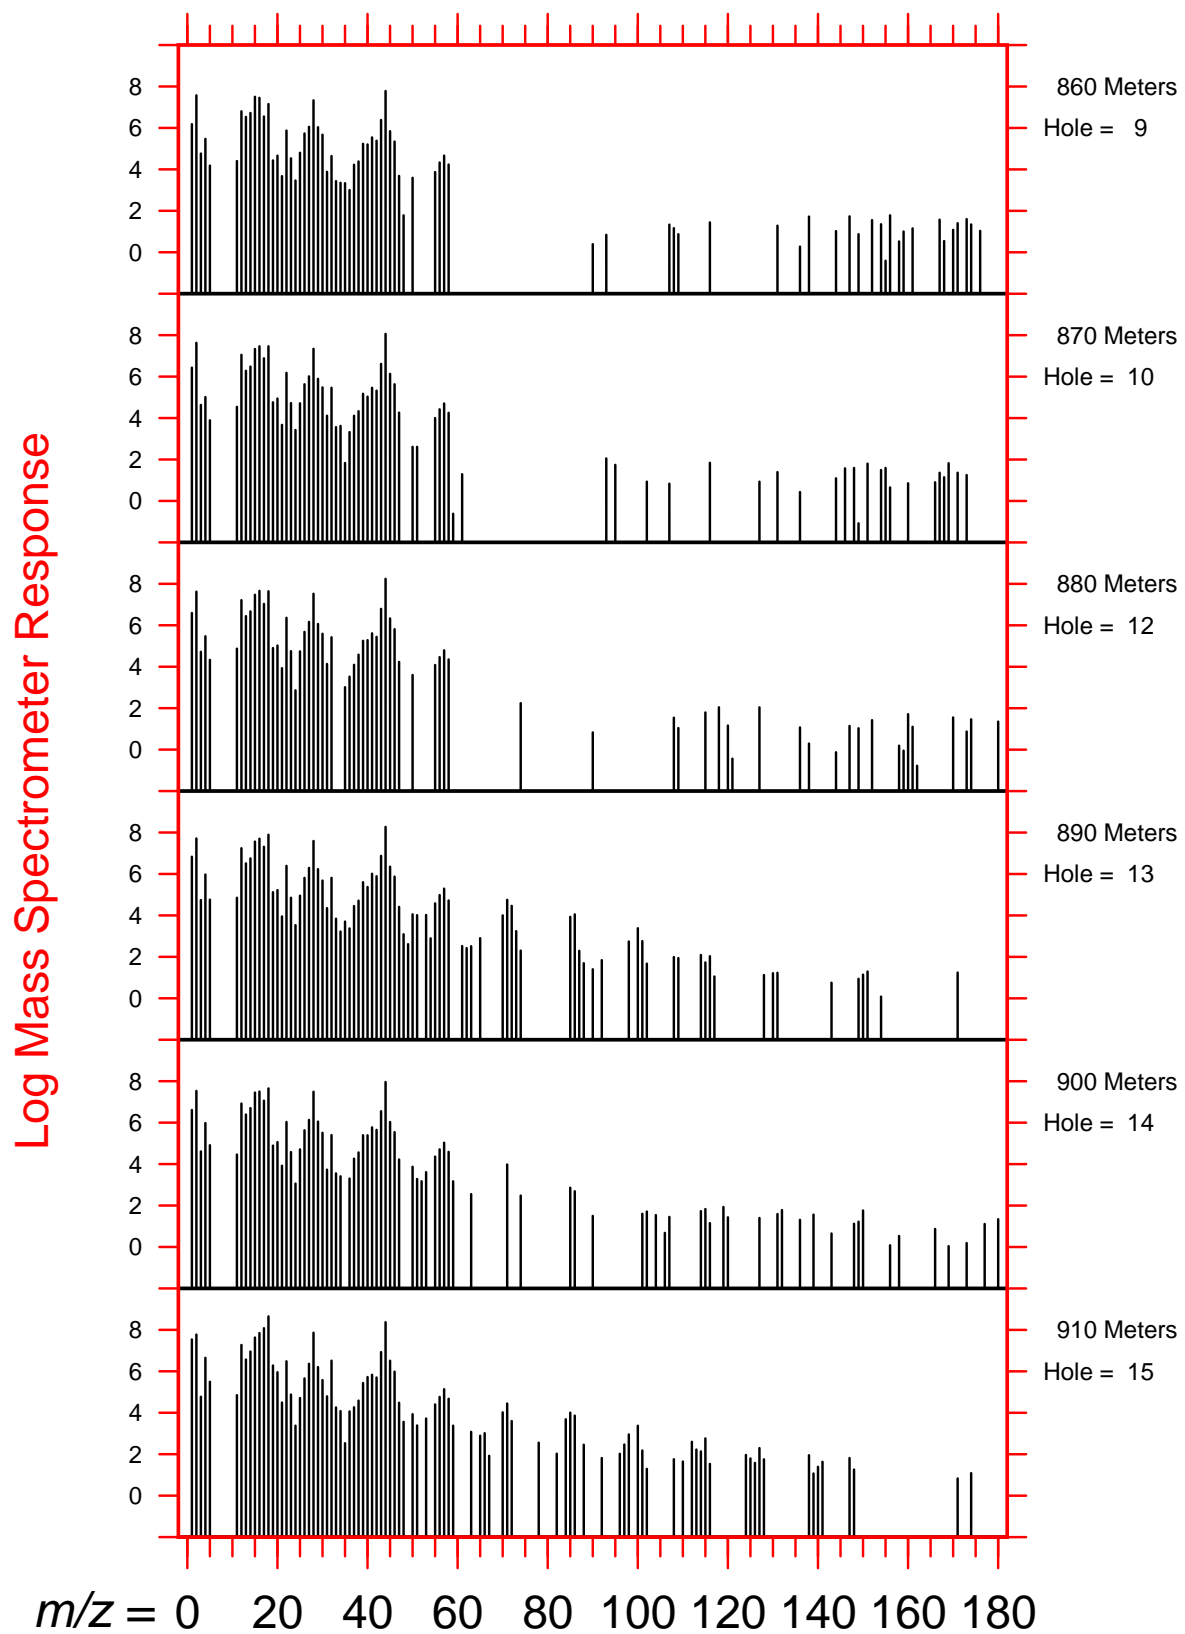 Log Mass Spectrometer Response
8
6
4
2
0
860 Meters
Hole = 9
8
6
4
2
0
870 Meters
Hole = 10
8
6
4
2
0
880 Meters
Hole = 12
8
6
4
2
0
890 Meters
Hole = 13
8
6
4
2
0
900 Meters
Hole = 14
8
6
4
2
0
910 Meters
Hole = 15
m/z = 0 20 40 60 80 100 120 140 160 180